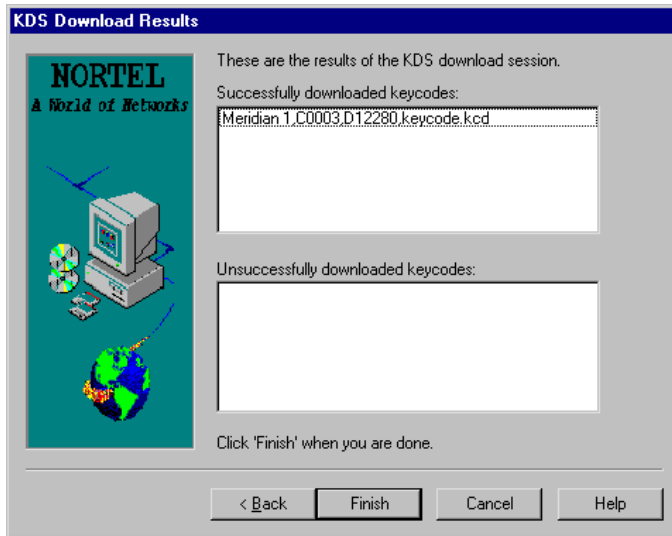 KDS Download Results
NORTEL
A World of Networks
These are the results of the KDS download session.
Successfully downloaded keycodes:
Meridian 1,C0003,D12280,keycode.kcd
Unsuccessfully downloaded keycodes:
Click 'Finish' when you are done.
< Back
Finish
Cancel
Help